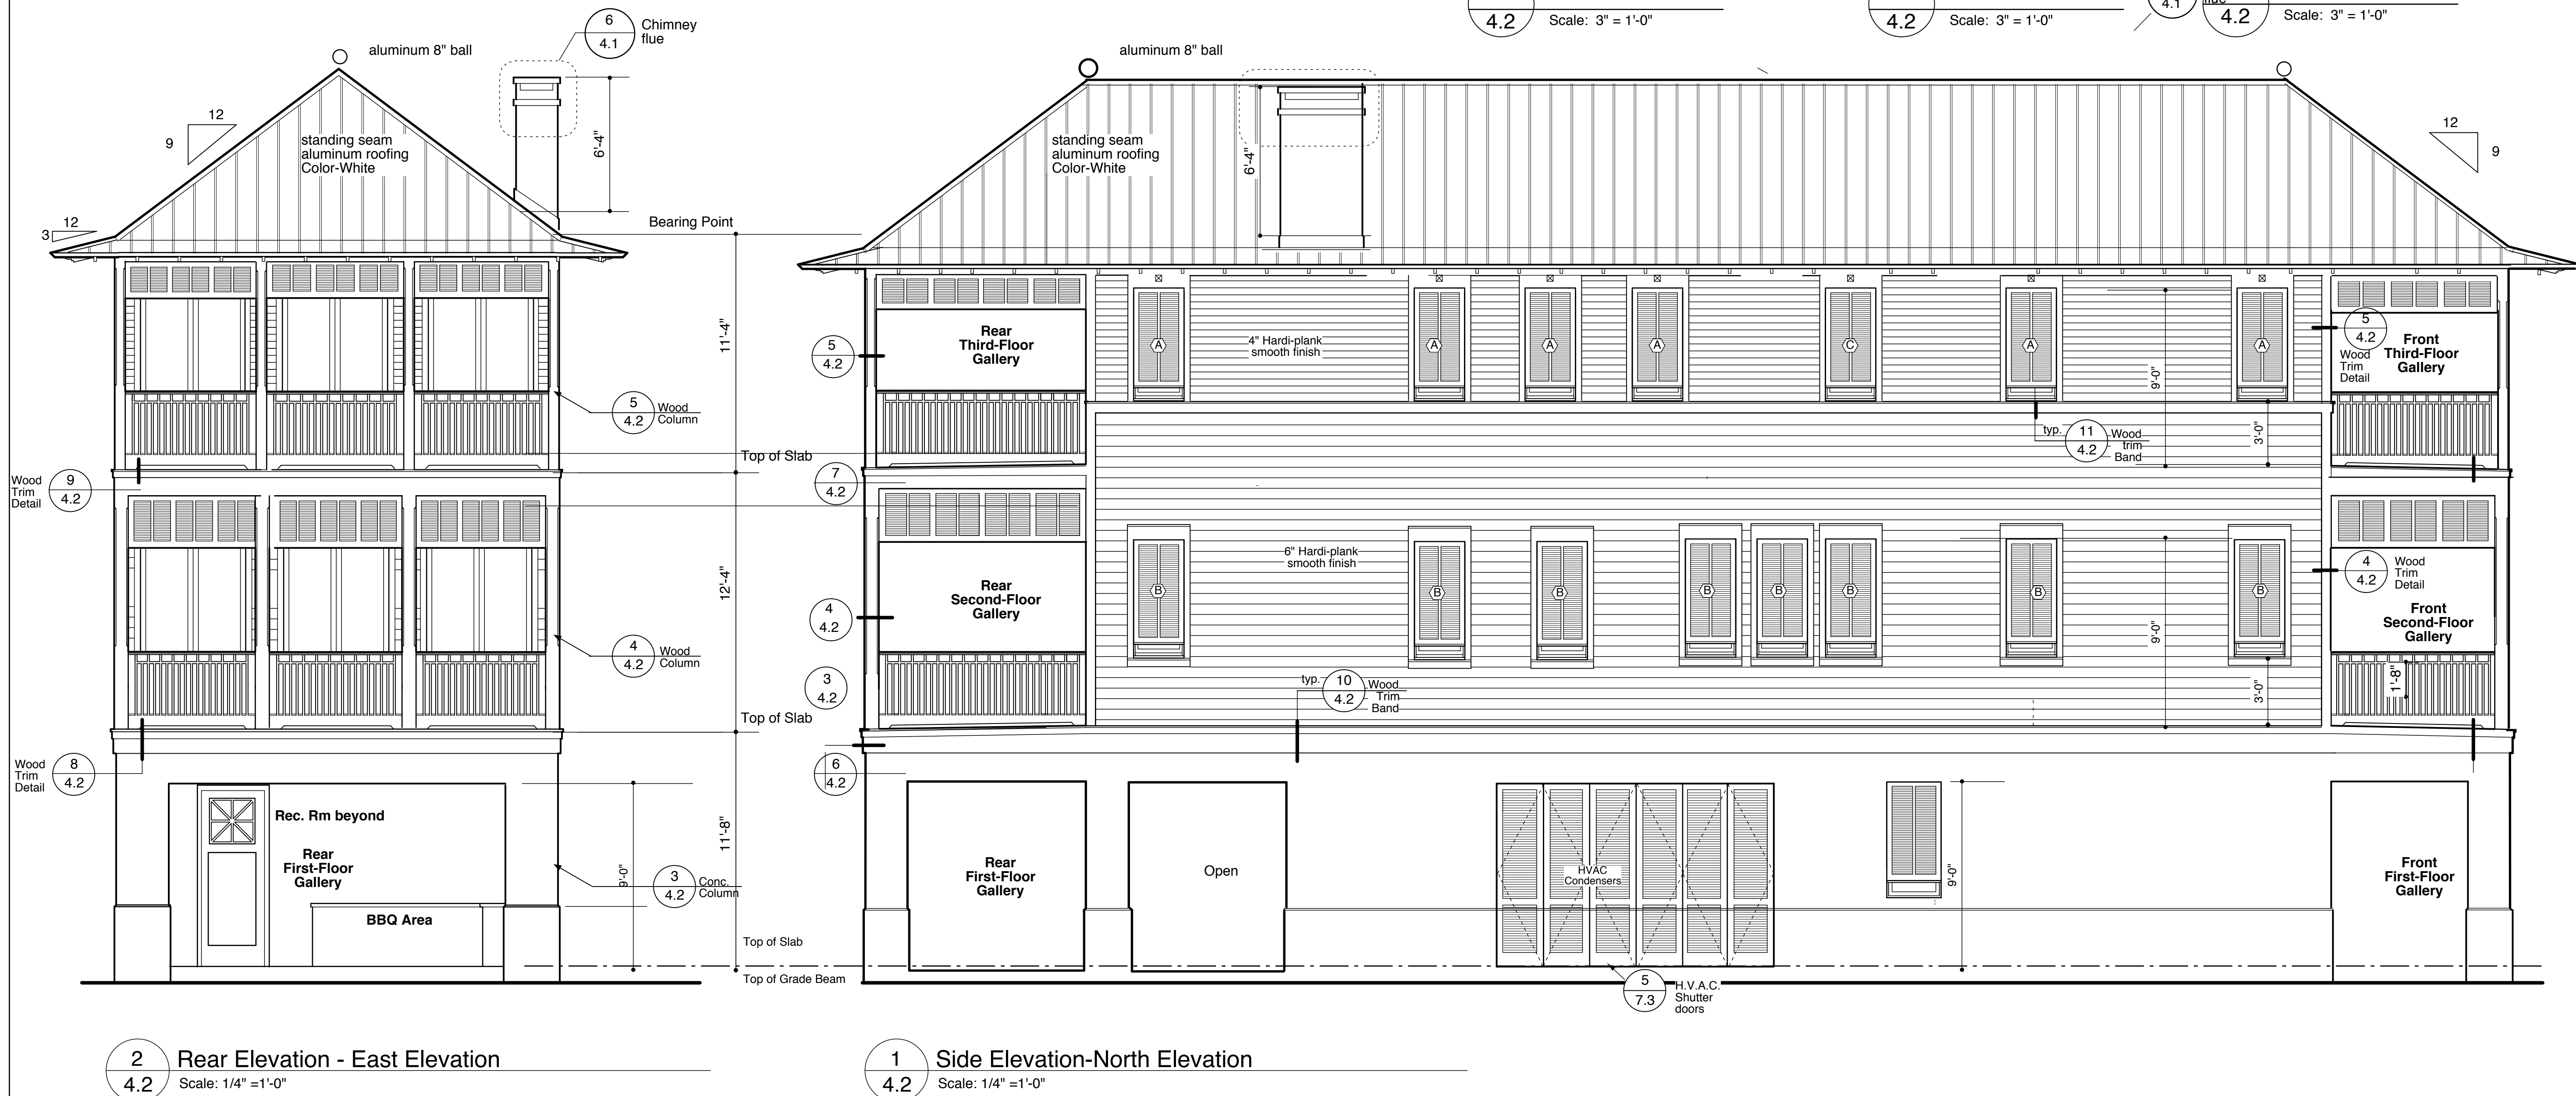 4.2
Scale: 3" = 1'-0"
4.2
Scale: 3" = 1'-0"
4.1
flue
4.2
Scale: 3" = 1'-0"
6
4.1
Chimney
flue
aluminum 8" ball
12
9
standing seam
aluminum roofing
Color-White
6'-4"
12
3
Bearing Point
11'-4"
5
4.2
Wood
Column
Top of Slab
Wood
Trim
Detail
9
4.2
12'-4"
4
4.2
Wood
Column
Top of Slab
Wood
Trim
Detail
8
4.2
Rec. Rm beyond
Rear
First-Floor
Gallery
BBQ Area
9'-0"
11'-8"
3
4.2
Conc.
Column
Top of Slab
Top of Grade Beam
2
4.2
Rear Elevation - East Elevation
Scale: 1/4" =1'-0"
aluminum 8" ball
standing seam
aluminum roofing
Color-White
6'-4"
12
9
5
4.2
Rear
Third-Floor
Gallery
A
4" Hardi-plank
smooth finish
A
A
A
C
A
A
9'-0"
3'-0"
5
4.2
Wood
Trim
Detail
Front
Third-Floor
Gallery
typ.
11
4.2
Wood
trim
Band
7
4.2
Rear
Second-Floor
Gallery
4
4.2
3
4.2
B
6" Hardi-plank
smooth finish
B
B
B
B
B
B
B
9'-0"
3'-0"
4
4.2
Wood
Trim
Detail
Front
Second-Floor
Gallery
1'-8"
typ.
10
4.2
Wood
Trim
Band
6
4.2
Rear
First-Floor
Gallery
Open
HVAC
Condensers
9'-0"
Front
First-Floor
Gallery
5
7.3
H.V.A.C.
Shutter
doors
1
4.2
Side Elevation-North Elevation
Scale: 1/4" =1'-0"